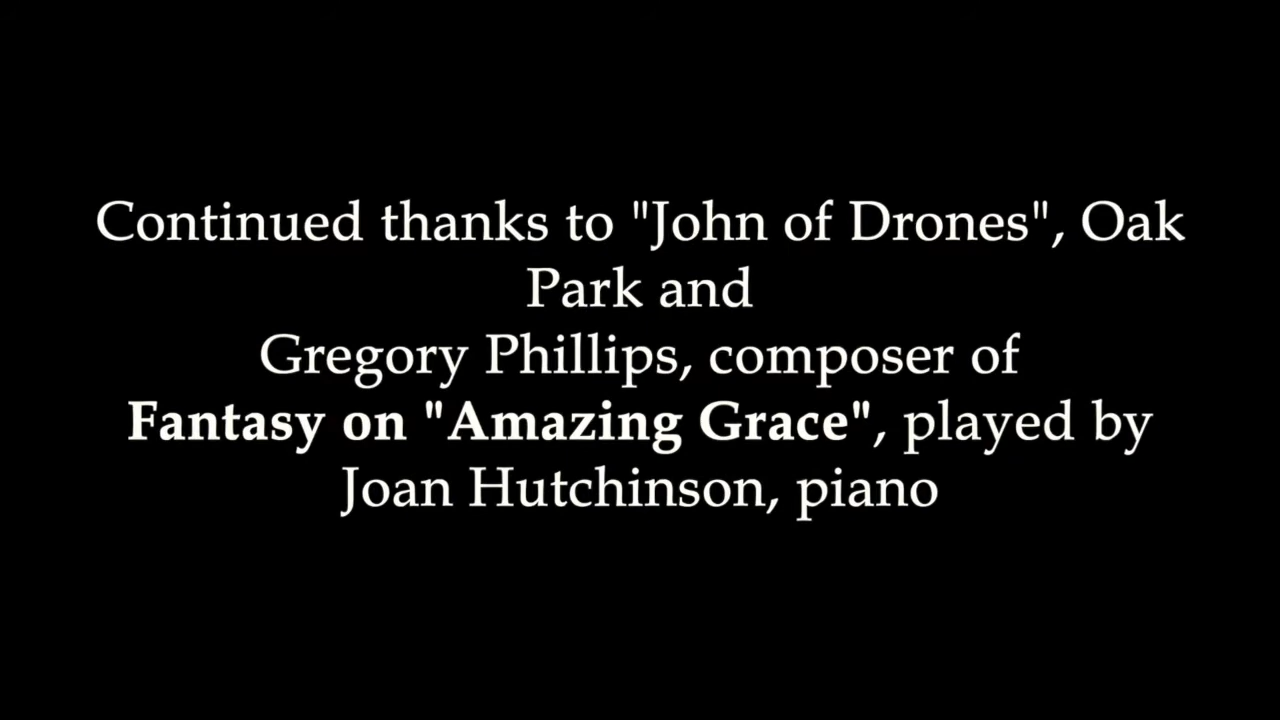 Continued thanks to "John of Drones", Oak
Park and
Gregory Phillips, composer of
Fantasy on "Amazing Grace", played by
Joan Hutchinson, piano